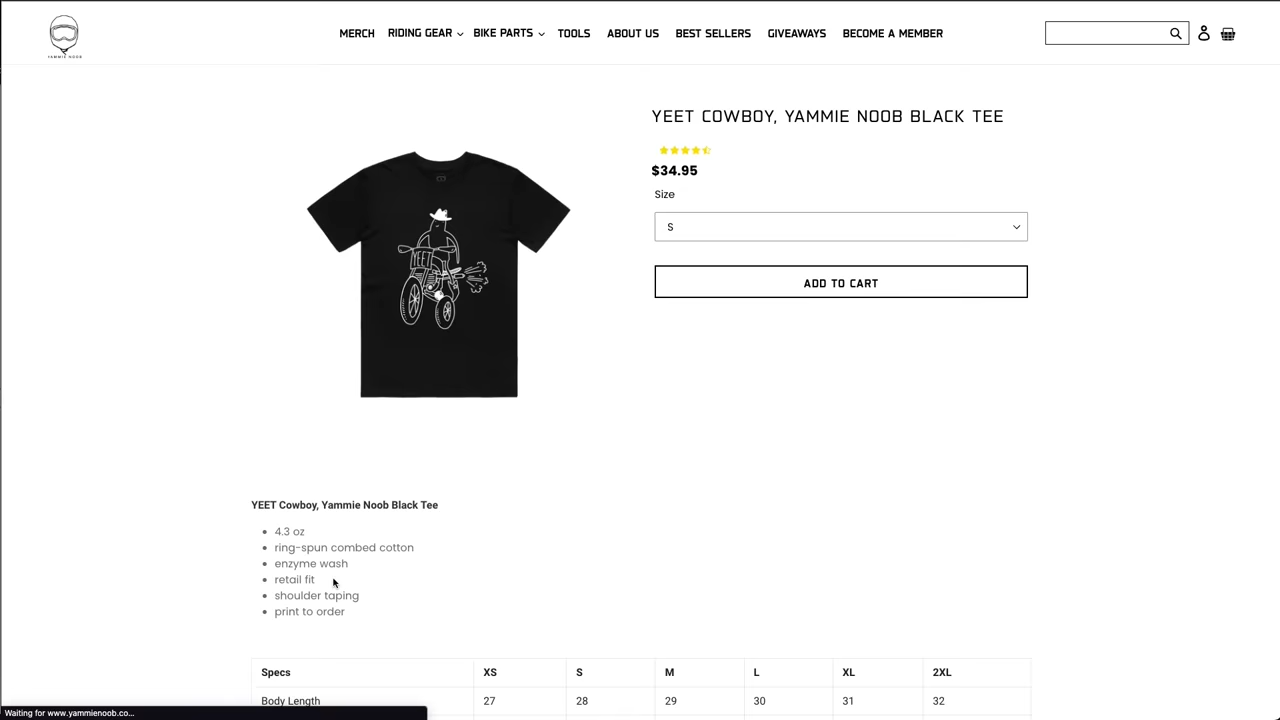 YAMMIE NOOB
MERCH RIDING GEAR BIKE PARTS TOOLS ABOUT US BEST SELLERS GIVEAWAYS BECOME A MEMBER
YEET COWBOY, YAMMIE NOOB BLACK TEE
$34.95
Size
S
ADD TO CART
YEET
YEET Cowboy, Yammie Noob Black Tee
4.3 oz
ring-spun combed cotton
enzyme wash
retail fit
shoulder taping
print to order
Specs XS S M L XL 2XL
Body Length 27 28 29 30 31 32
Waiting for www.yammienoob.co...